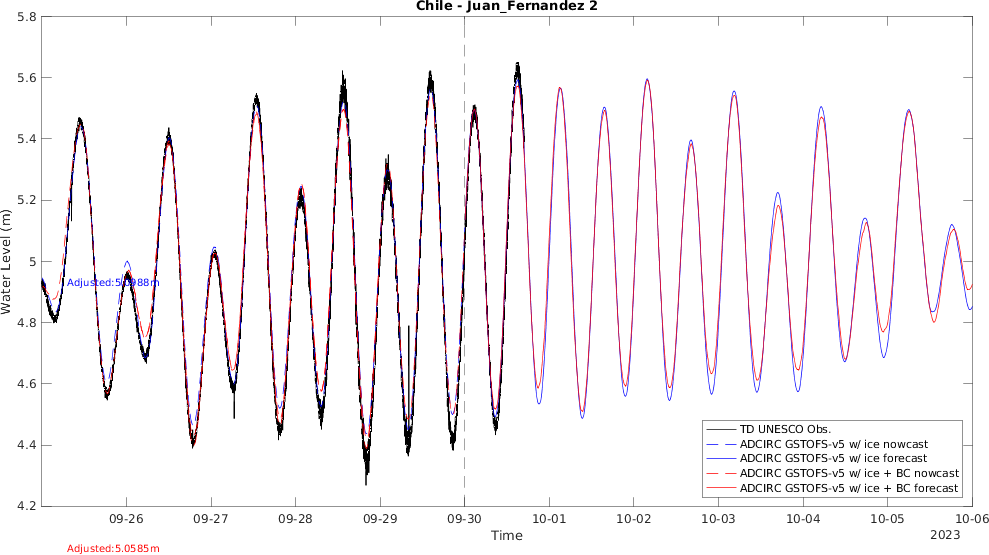 Chile - Juan_Fernandez 2
5.8
5.6
5.4
5.2
5
4.8
4.6
4.4
4.2
Water Level (m)
TD UNESCO Obs.
ADCIRC GSTOFS-v5 w/ ice nowcast
ADCIRC GSTOFS-v5 w/ ice forecast
ADCIRC GSTOFS-v5 w/ ice + BC nowcast
ADCIRC GSTOFS-v5 w/ ice + BC forecast
09-26 09-27 09-28 09-29 09-30 10-01 10-02 10-03 10-04 10-05 10-06
Time
2023
Adjusted:5.0585m